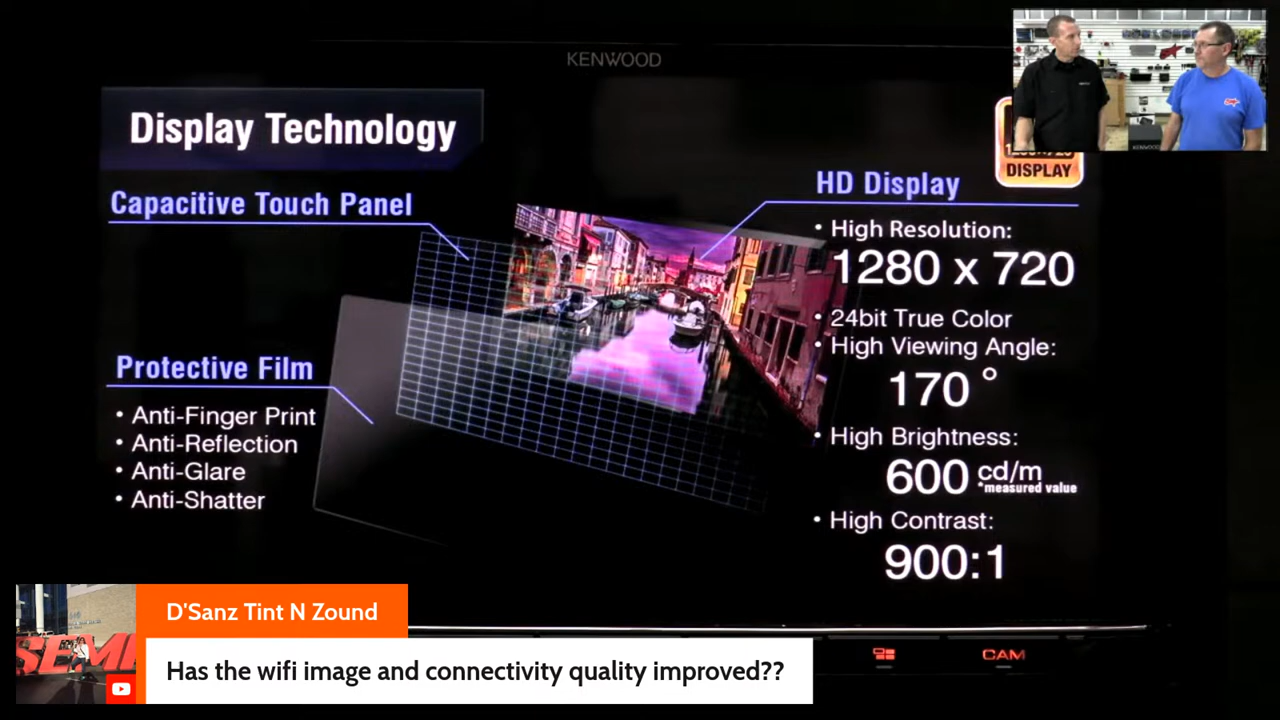 KENWOOD
Display Technology
Capacitive Touch Panel
Protective Film
• Anti-Finger Print
• Anti-Reflection
• Anti-Glare
• Anti-Shatter
DISPLAY
HD Display
• High Resolution:
1280 x 720
• 24bit True Color
• High Viewing Angle:
170°
• High Brightness:
600 cd/m
*measured value
• High Contrast:
900:1
CAM
D'Sanz Tint N Zound
Has the wifi image and connectivity quality improved??